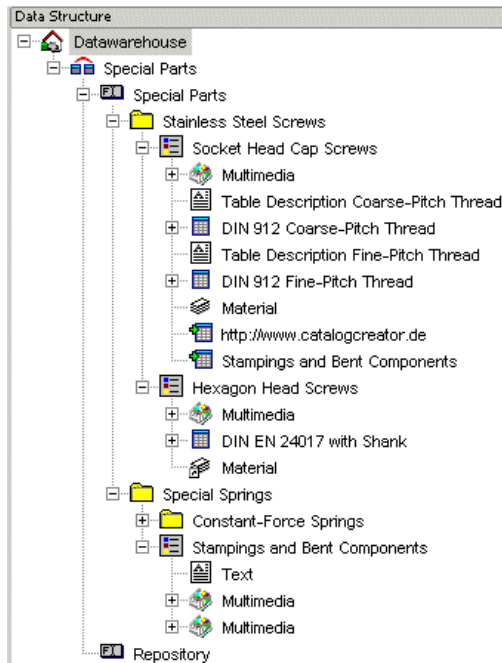 Data Structure
Datawarehouse
Special Parts
Special Parts
Stainless Steel Screws
Socket Head Cap Screws
Multimedia
Table Description Coarse-Pitch Thread
DIN 912 Coarse-Pitch Thread
Table Description Fine-Pitch Thread
DIN 912 Fine-Pitch Thread
Material
http://www.catalogcreator.de
Stampings and Bent Components
Hexagon Head Screws
Multimedia
DIN EN 24017 with Shank
Material
Special Springs
Constant-Force Springs
Stampings and Bent Components
Text
Multimedia
Multimedia
Repository